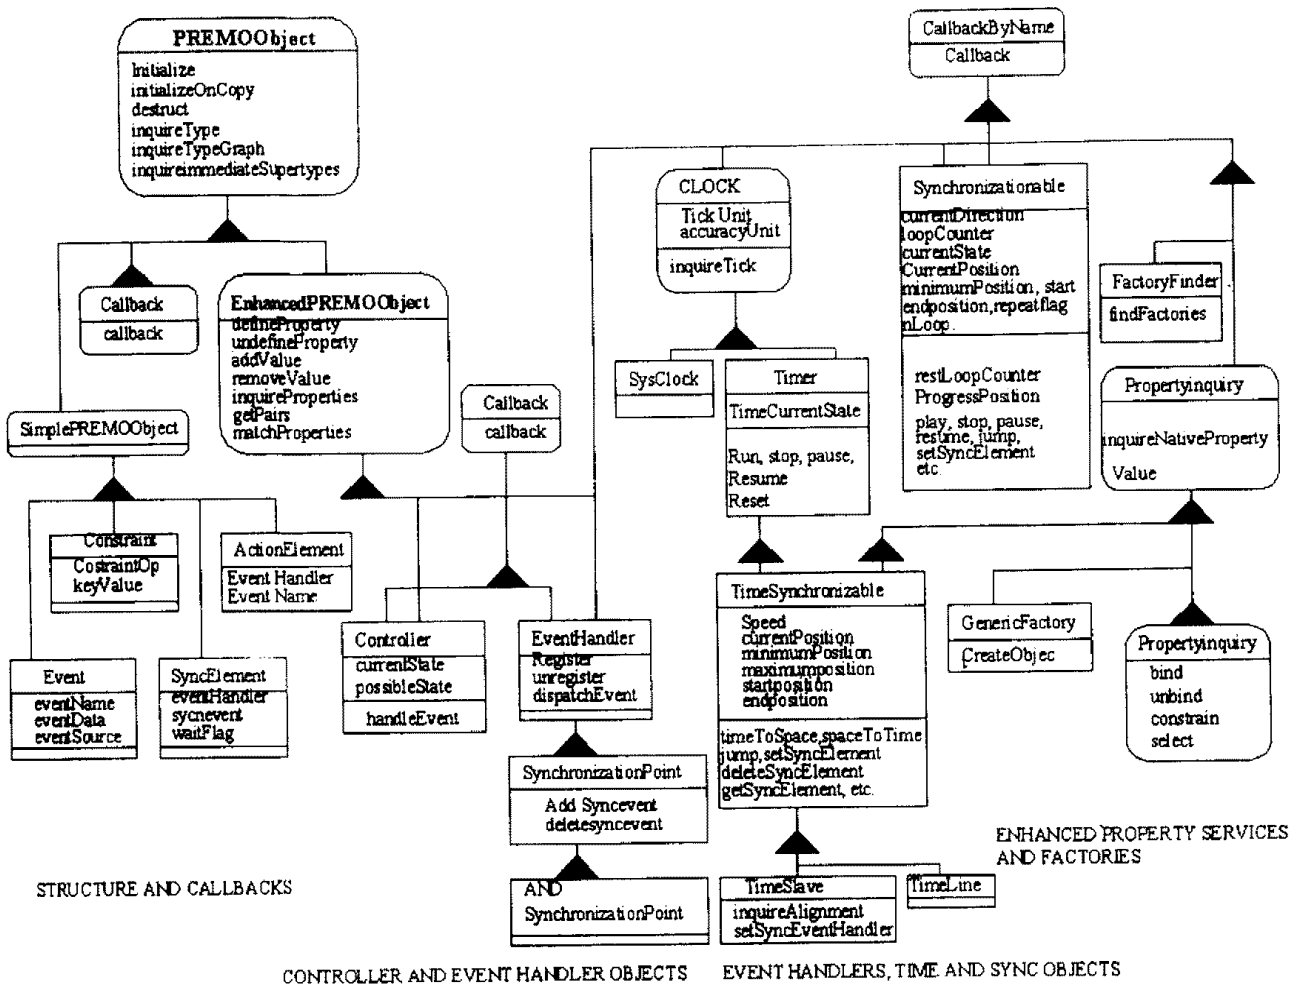 PREMOObject
Initialize
initializeOnCopy
destruct
inquireType
inquireTypeGraph
inquireimmediateSupertypes
CallbackByName
Callback
CLOCK
Tick Unit
accuracyUnit
inquireTick
Synchronizationable
currentDirection
loopCounter
currentState
CurrentPosition
minimumPosition, start
endposition,repeatflag
nLoop.
restLoopCounter
ProgressPosition
play, stop, pause,
resume, jump,
setSyncElement
etc
FactoryFinder
findFactories
Callback
callback
EnhancedPREMOObject
defineProperty
undefineProperty
addValue
removeValue
inquireProperties
getPairs
matchProperties
SysClock
Timer
TimeCurrentState
Run, stop, pause,
Resume
Reset
Propertyinquiry
inquireNativeProperty
Value
Callback
callback
SimplePREMOObject
Constraint
CostraintOp
keyValue
ActionElement
Event Handler
Event Name
Event
eventName
eventData
eventSource
SyncElement
eventHandler
sycnevent
waitFlag
Controller
currentState
possibleState
handleEvent
EventHandler
Register
unregister
dispatchEvent
TimeSynchronizable
Speed
currentPosition
minimumPosition
maximumposition
startposition
endposition
timeToSpace,spaceToTime
jump,setSyncElement
deleteSyncElement
getSyncElement, etc.
GenericFactory
CreateObjec
Propertyinquiry
bind
unbind
constrain
select
SynchronizationPoint
Add Syncevent
deletesyncevent
AND
SynchronizationPoint
TimeSlave
inquireAlignment
setSyncEventHandler
TimeLine
ENHANCED PROPERTY SERVICES
AND FACTORIES
STRUCTURE AND CALLBACKS
CONTROLLER AND EVENT HANDLER OBJECTS
EVENT HANDLERS, TIME AND SYNC OBJECTS